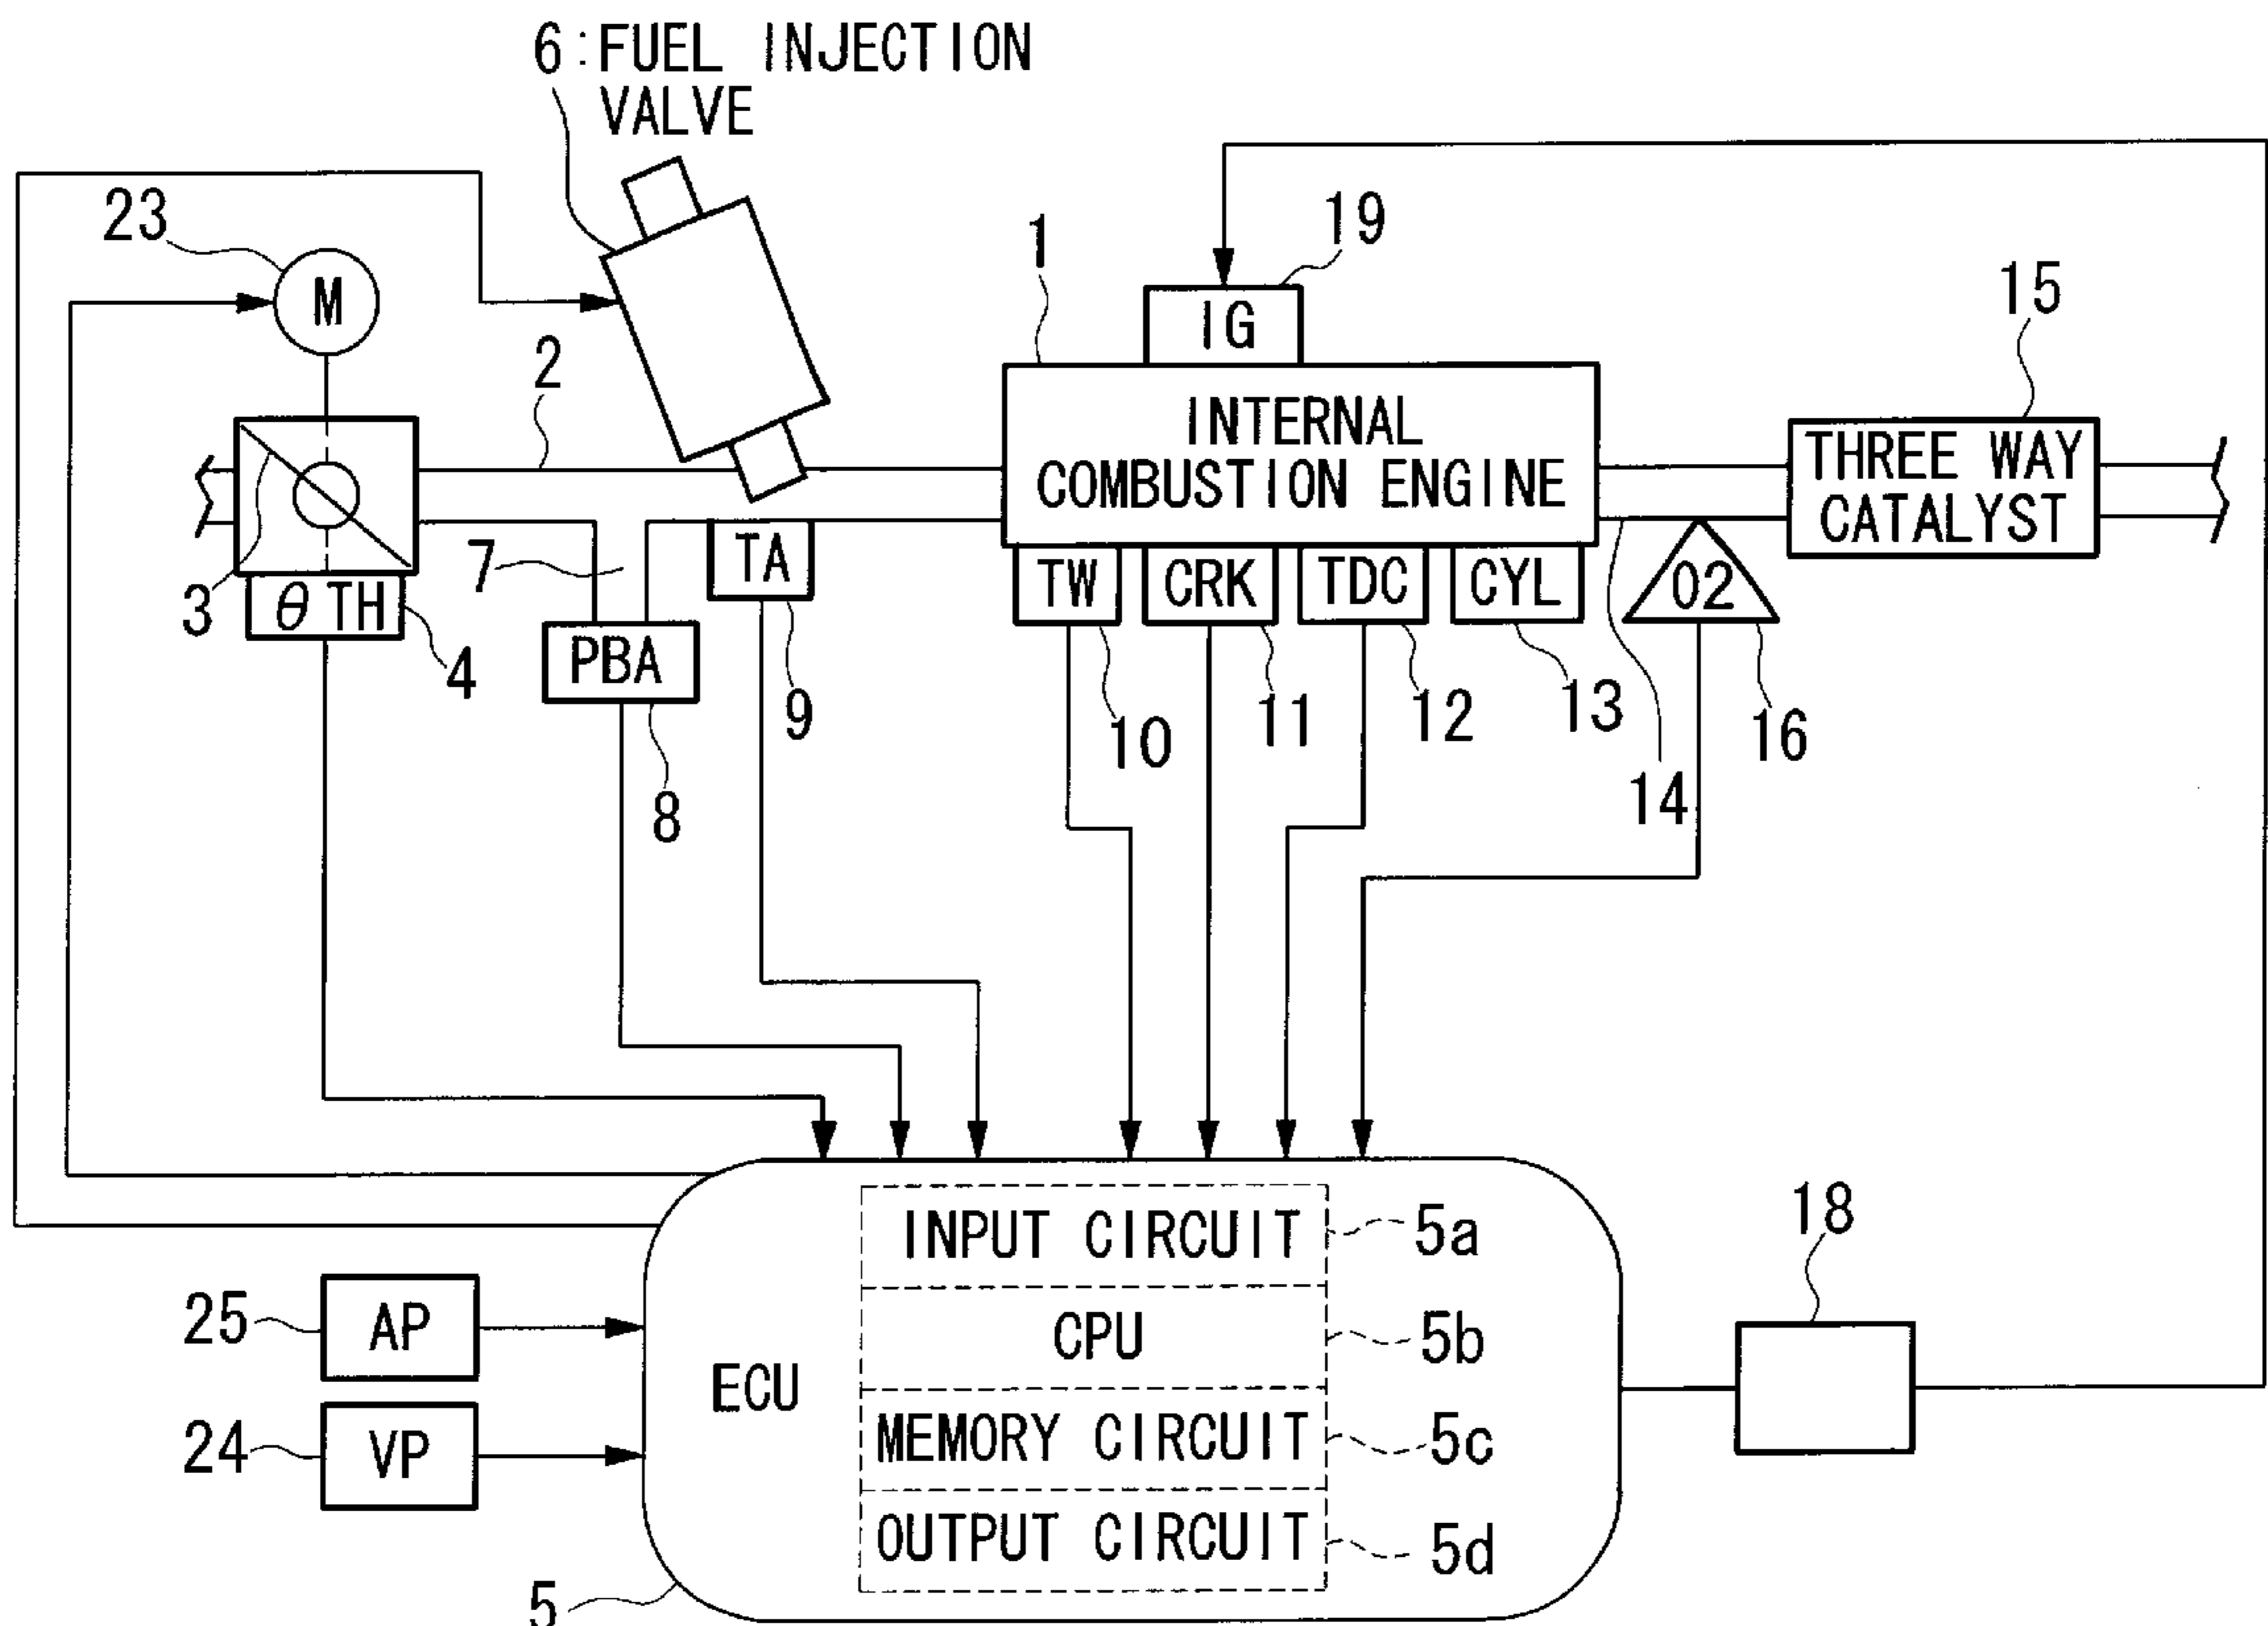 6:FUEL INJECTION
VALVE
23
M
19
1
IG
15
2
INTERNAL
COMBUSTION ENGINE
THREE WAY
CATALYST
3
θTH
4
7
PBA
8
TA
9
TW
CRK
TDC
CYL
O2
10
11
12
13
14
16
INPUT CIRCUIT
5a
18
25
AP
CPU
5b
ECU
24
VP
MEMORY CIRCUIT
5c
OUTPUT CIRCUIT
5d
5